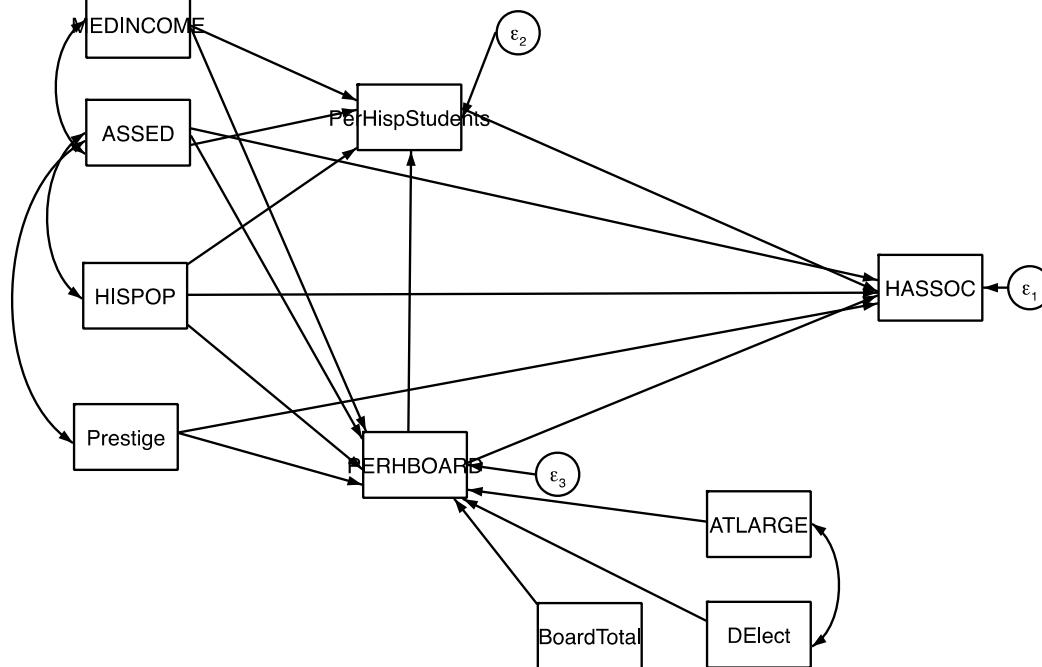 MEDINCOME
ε2
ASSED
PerHispStudents
HISPOP
HASSOC
ε1
Prestige
PERHBOARD
ε3
ATLARGE
BoardTotal
DElect